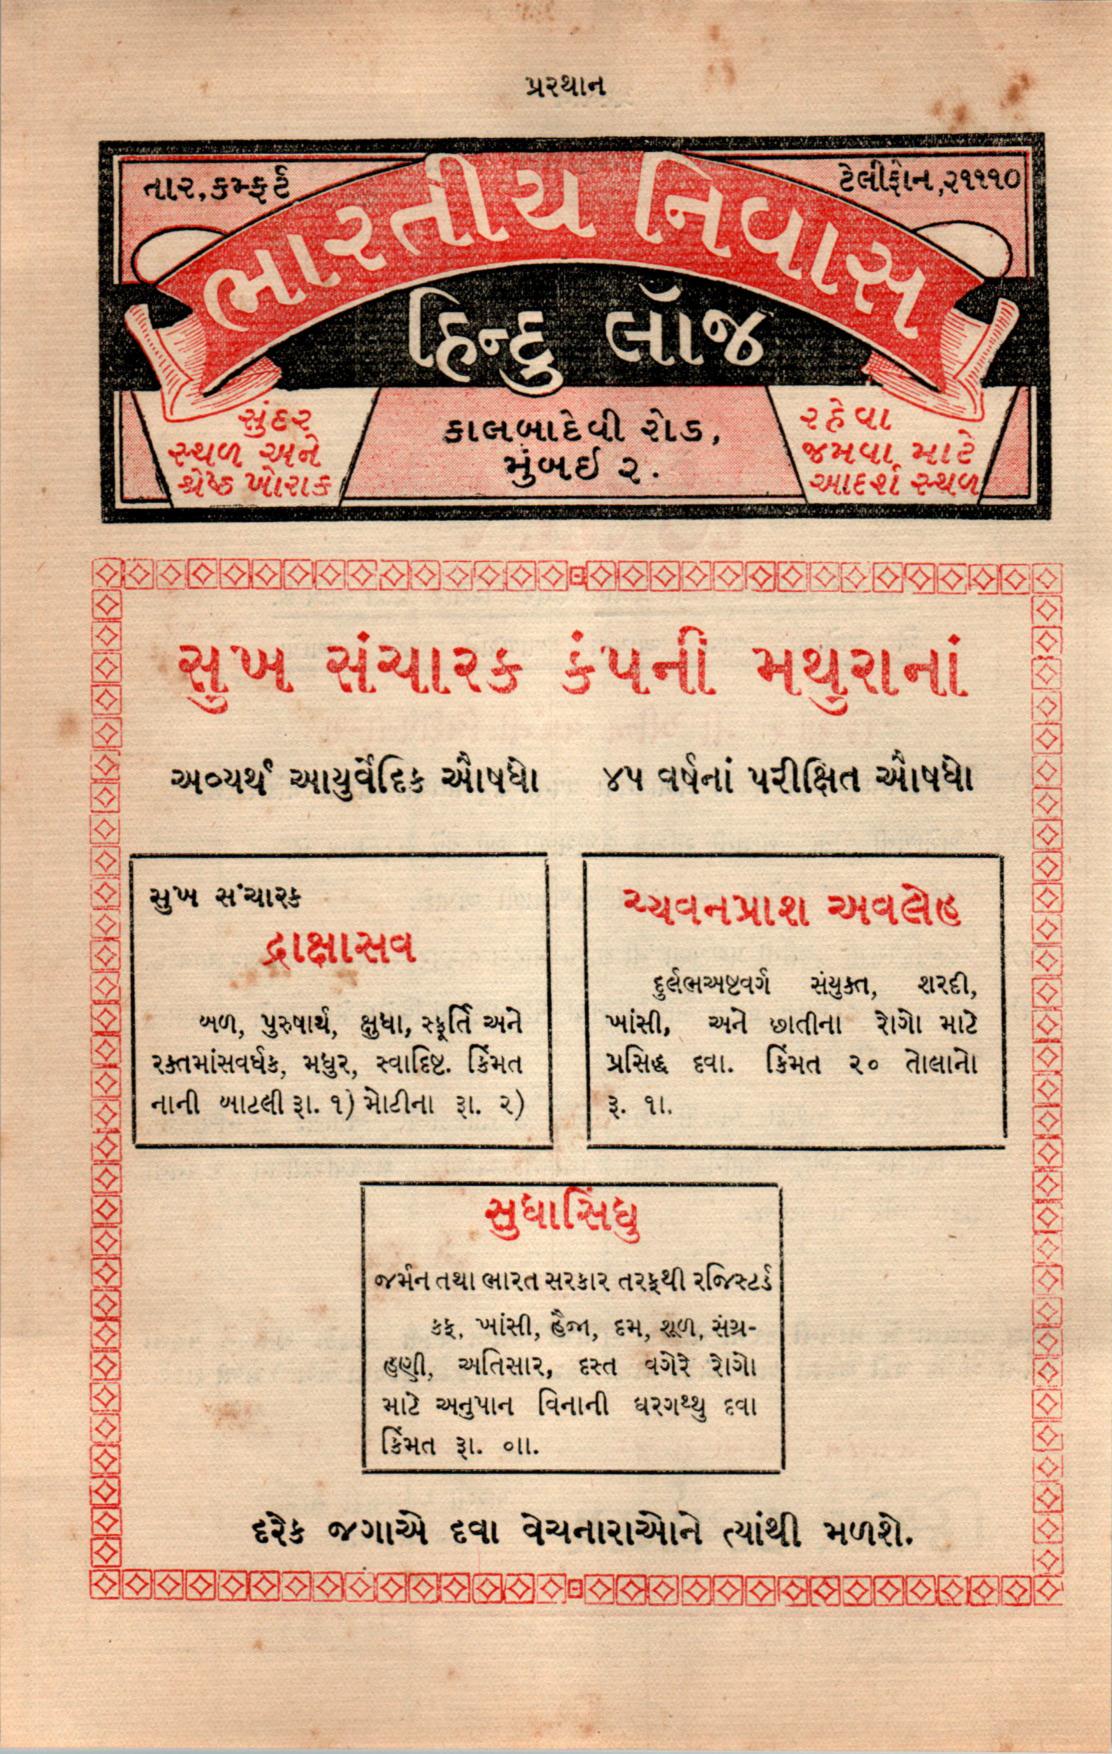 પ્રસ્થાન
તાર, કમ્ફર્ટ
ટેલીફોન, ૨૧૧૧૦
ભારતીય નિવાસ
હિન્દુ લૉજ
સુંદર
સ્થળ અને
શ્રેષ્ઠ ખોરાક
કાલબાદેવી રોડ,
મુંબઈ ૨.
રહેવા
જમવા માટે
આદર્શ સ્થળ
સુખ સંચારક કંપની મથુરાનાં
અવ્યર્થ આયુર્વેદિક ઔષધો ૪૫ વર્ષનાં પરીક્ષિત ઔષધો
સુખ સંચારક
દ્રાક્ષાસવ
બળ, પુરુષાર્થ, ક્ષુધા, સ્ફૂર્તિ અને
રક્તમાંસવર્ધક, મધુર, સ્વાદિષ્ટ. કિંમત
નાની બાટલી રૂા. ૧) મોટીના રૂા. ૨)
ચ્યવનપ્રાશ અવલેહ
દુર્લભઅષ્ટવર્ગ સંયુક્ત, શરદી,
ખાંસી, અને છાતીના રોગો માટે
પ્રસિદ્ધ દવા. કિંમત ૨૦ તોલાનો
રૂ. ૧ા.
સુધાસિંધુ
જર્મન તથા ભારત સરકાર તરફથી રજિસ્ટર્ડ
કફ, ખાંસી, હૈજા, દમ, શૂળ, સંગ્ર-
હણી, અતિસાર, દસ્ત વગેરે રોગો
માટે અનુપાન વિનાની ઘરગથ્થુ દવા
કિંમત રૂા. ૦ાા.
દરેક જગાએ દવા વેચનારાઓને ત્યાંથી મળશે.